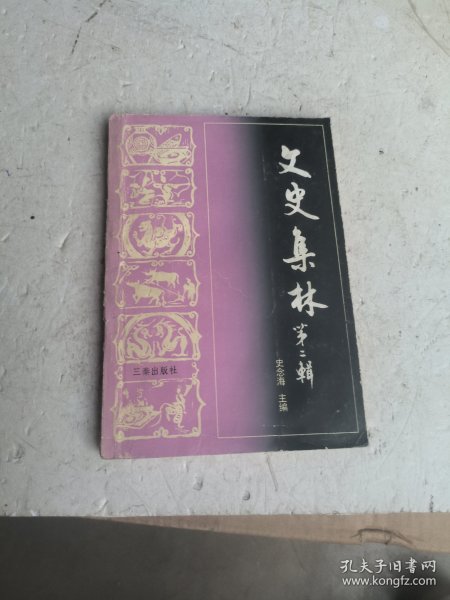 文史集林
第二輯
史念海 主编
三秦出版社
孔夫子旧书网
www.kongfz.com